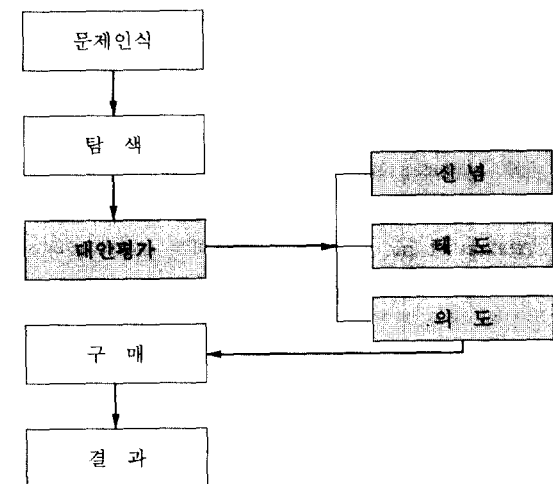 문제인식
탐 색
대안평가
신 념
태 도
의 도
구 매
결 과